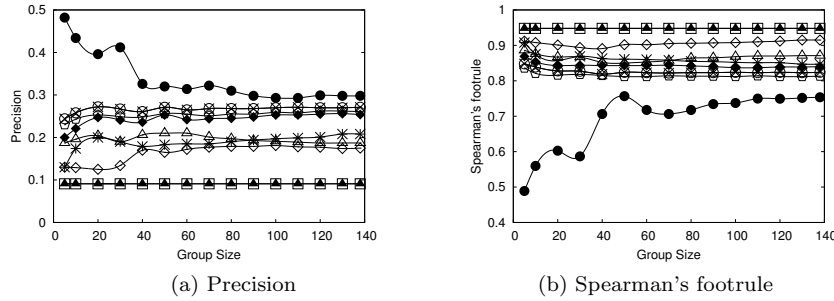 0.5
0.4
0.3
0.2
0.1
0
Precision
0 20 40 60 80 100 120 140
Group Size
(a) Precision
1
0.9
0.8
0.7
0.6
0.5
0.4
Spearman's footrule
0 20 40 60 80 100 120 140
Group Size
(b) Spearman's footrule